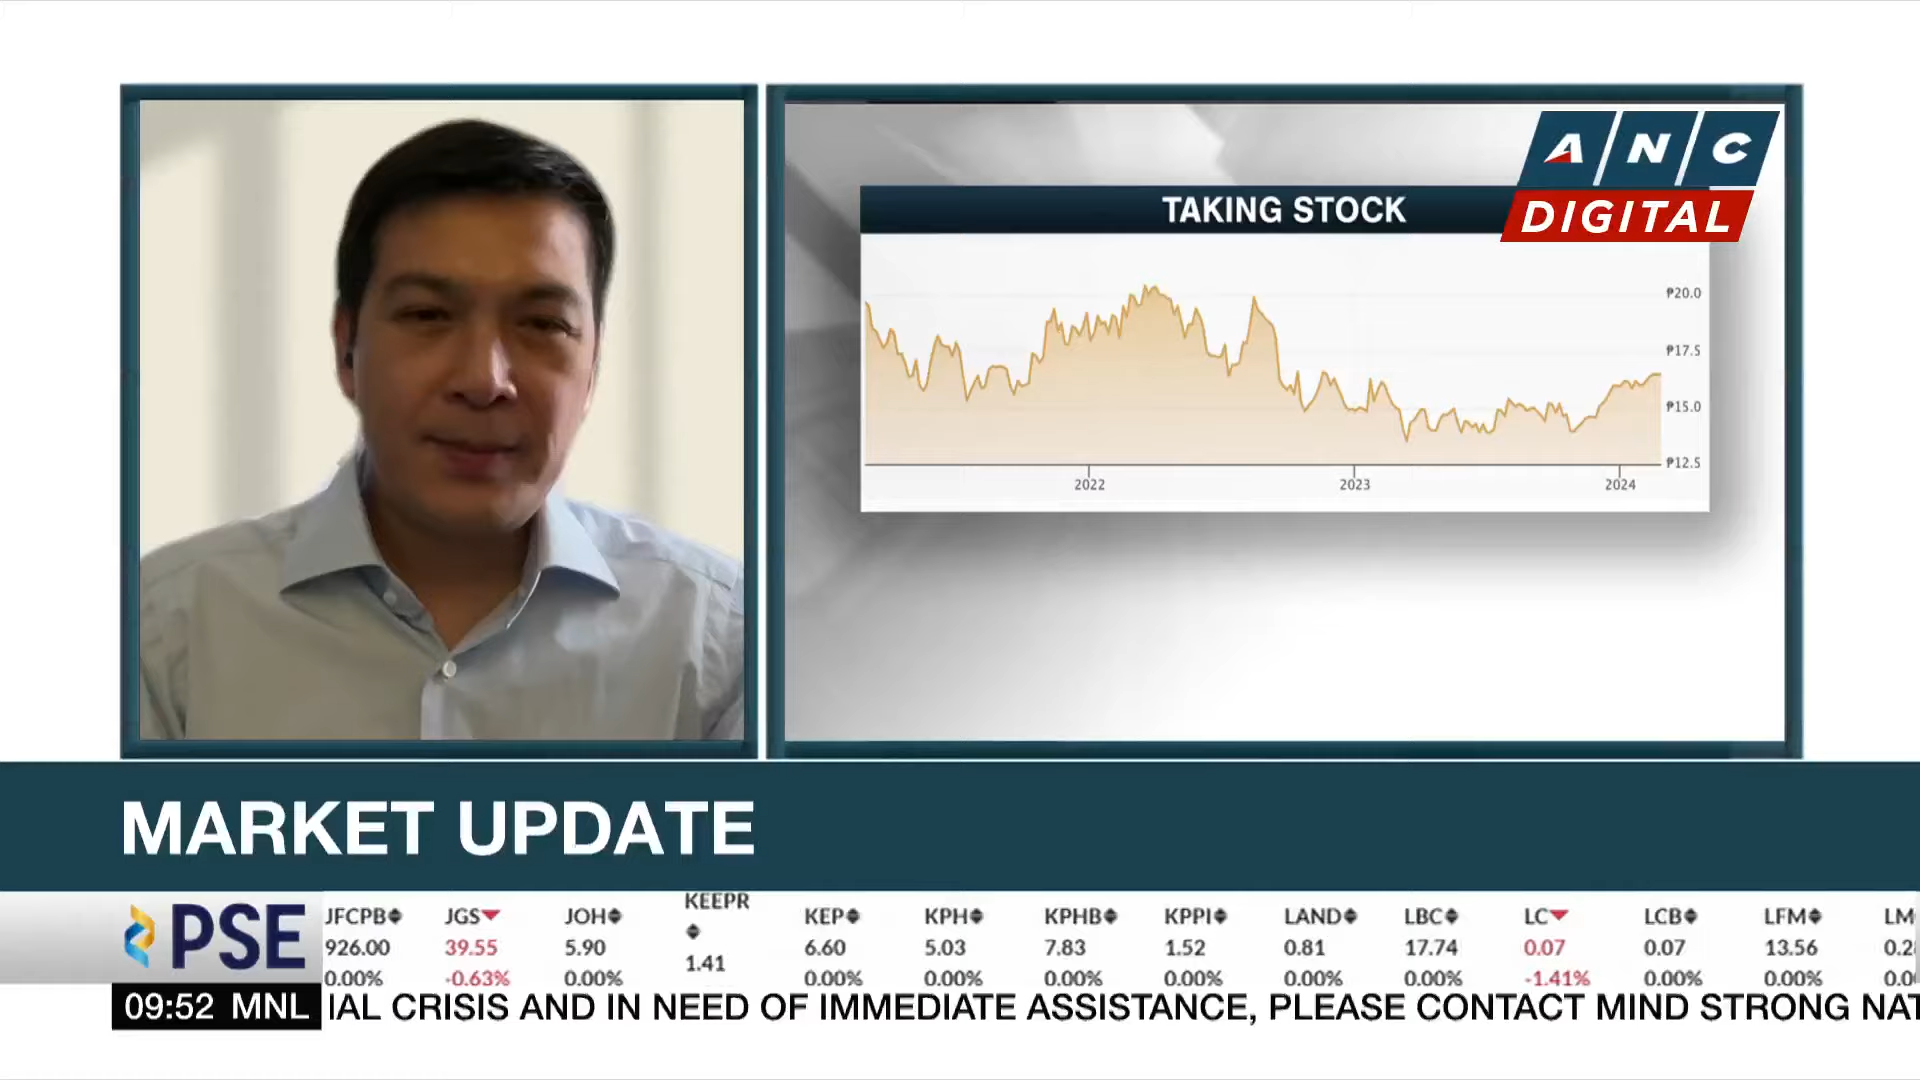 ANC
DIGITAL
TAKING STOCK
₱20.0
₱17.5
₱15.0
₱12.5
2022 2023 2024
MARKET UPDATE
PSE
JFCPB JGS JOH KEEPR KEP KPH KPHB KPPI LAND LBC LC LCB LFM LM
926.00 39.55 5.90 1.41 6.60 5.03 7.83 1.52 0.81 17.74 0.07 0.07 13.56
0.00% -0.63% 0.00% 0.00% 0.00% 0.00% 0.00% 0.00% 0.00% -1.41% 0.00% 0.00%
09:52 MNL
IAL CRISIS AND IN NEED OF IMMEDIATE ASSISTANCE, PLEASE CONTACT MIND STRONG NAT